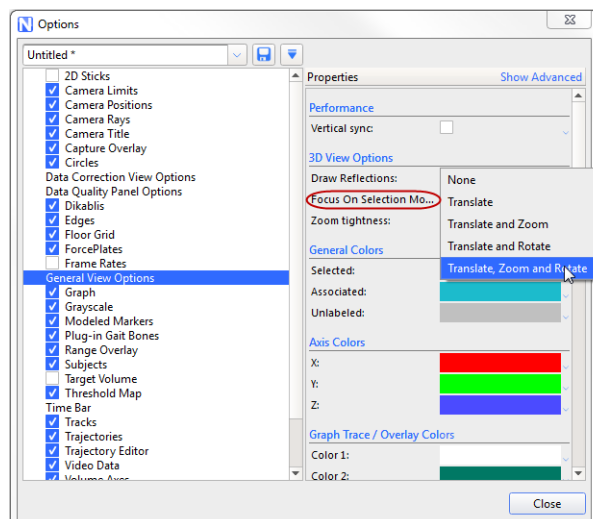 Options
Untitled *
2D Sticks
Camera Limits
Camera Positions
Camera Rays
Camera Title
Capture Overlay
Circles
Data Correction View Options
Data Quality Panel Options
Dikablis
Edges
Floor Grid
ForcePlates
Frame Rates
General View Options
Graph
Grayscale
Modeled Markers
Plug-in Gait Bones
Range Overlay
Subjects
Target Volume
Threshold Map
Time Bar
Tracks
Trajectories
Trajectory Editor
Video Data
Volume Axes
Properties Show Advanced
Performance
Vertical sync:
3D View Options
Draw Reflections:
Focus On Selection Mo...
Zoom tightness:
None
Translate
Translate and Zoom
Translate and Rotate
Translate, Zoom and Rotate
General Colors
Selected:
Associated:
Unlabeled:
Axis Colors
X:
Y:
Z:
Graph Trace / Overlay Colors
Color 1:
Color 2:
Close